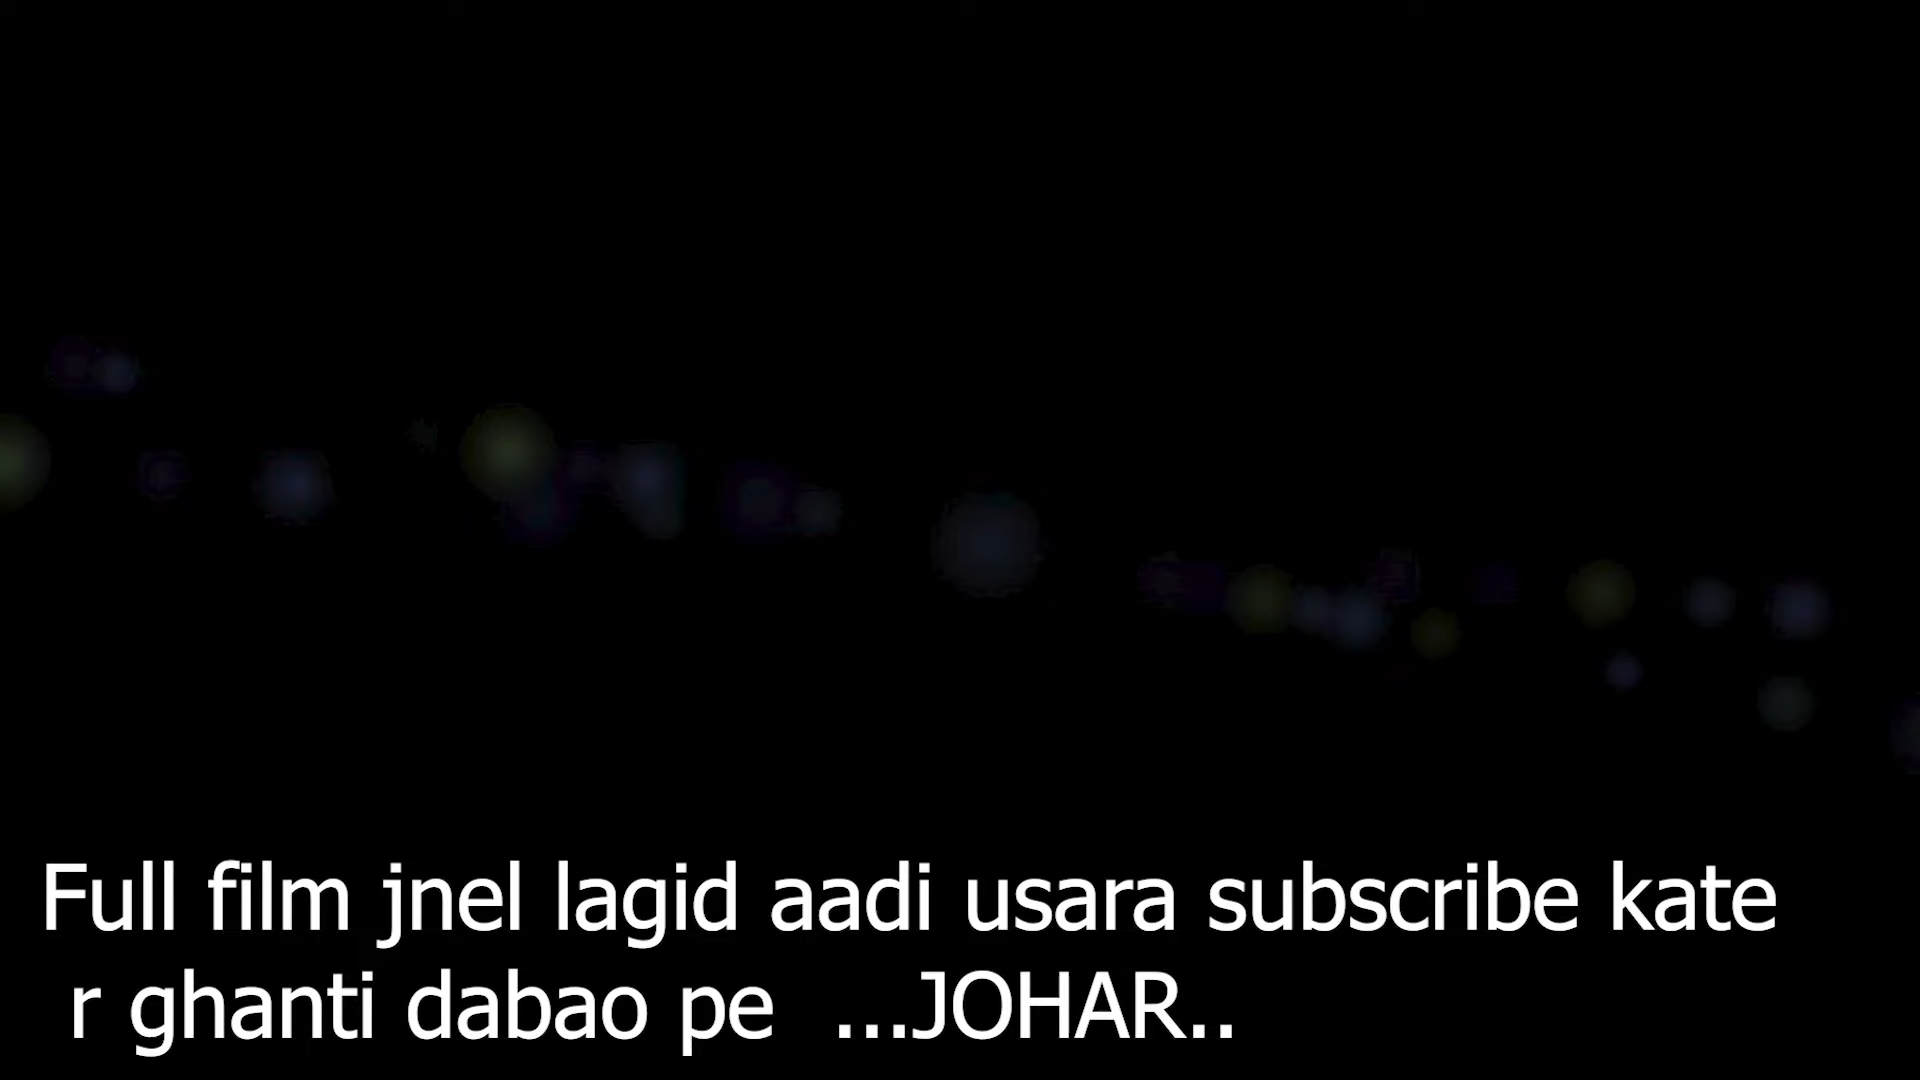 Full film jnel lagid aadi usara subscribe kate
r ghanti dabao pe ...JOHAR..